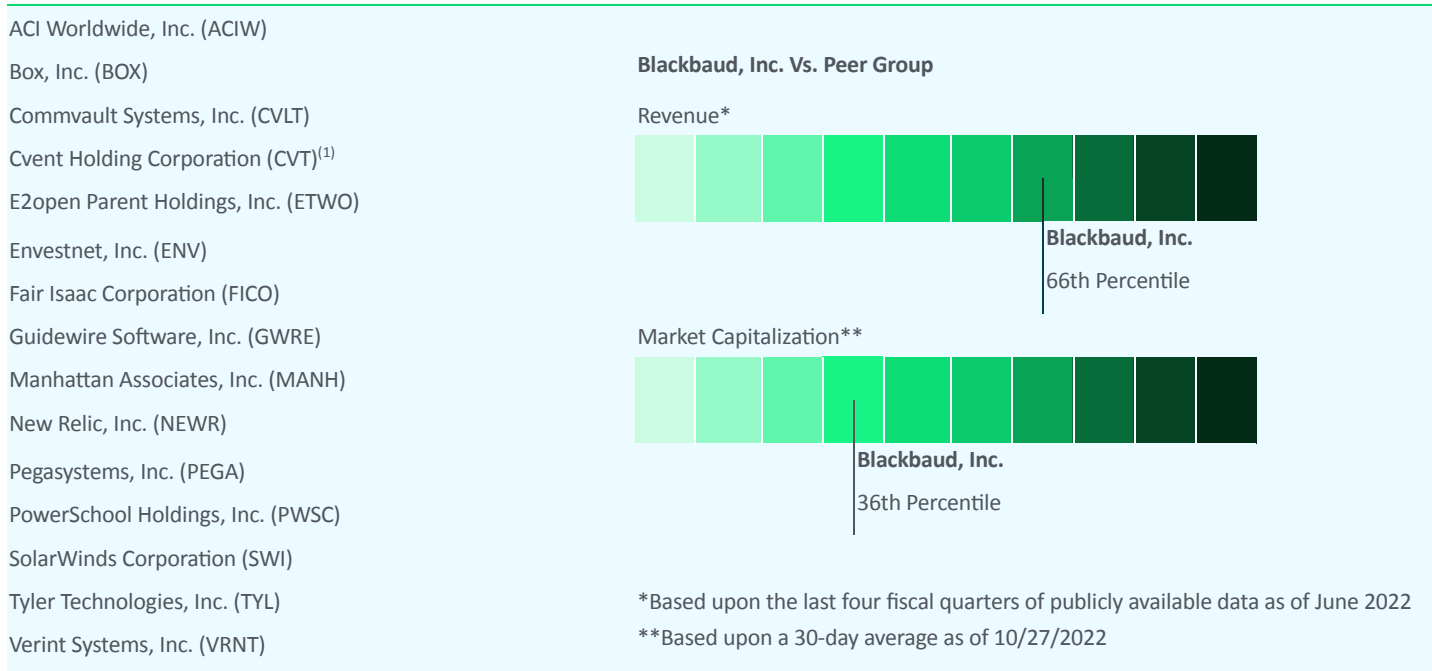 ACI Worldwide, Inc. (ACIW)
Box, Inc. (BOX)
Commvault Systems, Inc. (CVLT)
Cvent Holding Corporation (CVT)(1)
E2open Parent Holdings, Inc. (ETWO)
Envestnet, Inc. (ENV)
Fair Isaac Corporation (FICO)
Guidewire Software, Inc. (GWRE)
Manhattan Associates, Inc. (MANH)
New Relic, Inc. (NEWR)
Pegasystems, Inc. (PEGA)
PowerSchool Holdings, Inc. (PWSC)
SolarWinds Corporation (SWI)
Tyler Technologies, Inc. (TYL)
Verint Systems, Inc. (VRNT)
Blackbaud, Inc. Vs. Peer Group
Revenue*
Blackbaud, Inc.
66th Percentile
Market Capitalization**
Blackbaud, Inc.
36th Percentile
*Based upon the last four fiscal quarters of publicly available data as of June 2022
**Based upon a 30-day average as of 10/27/2022